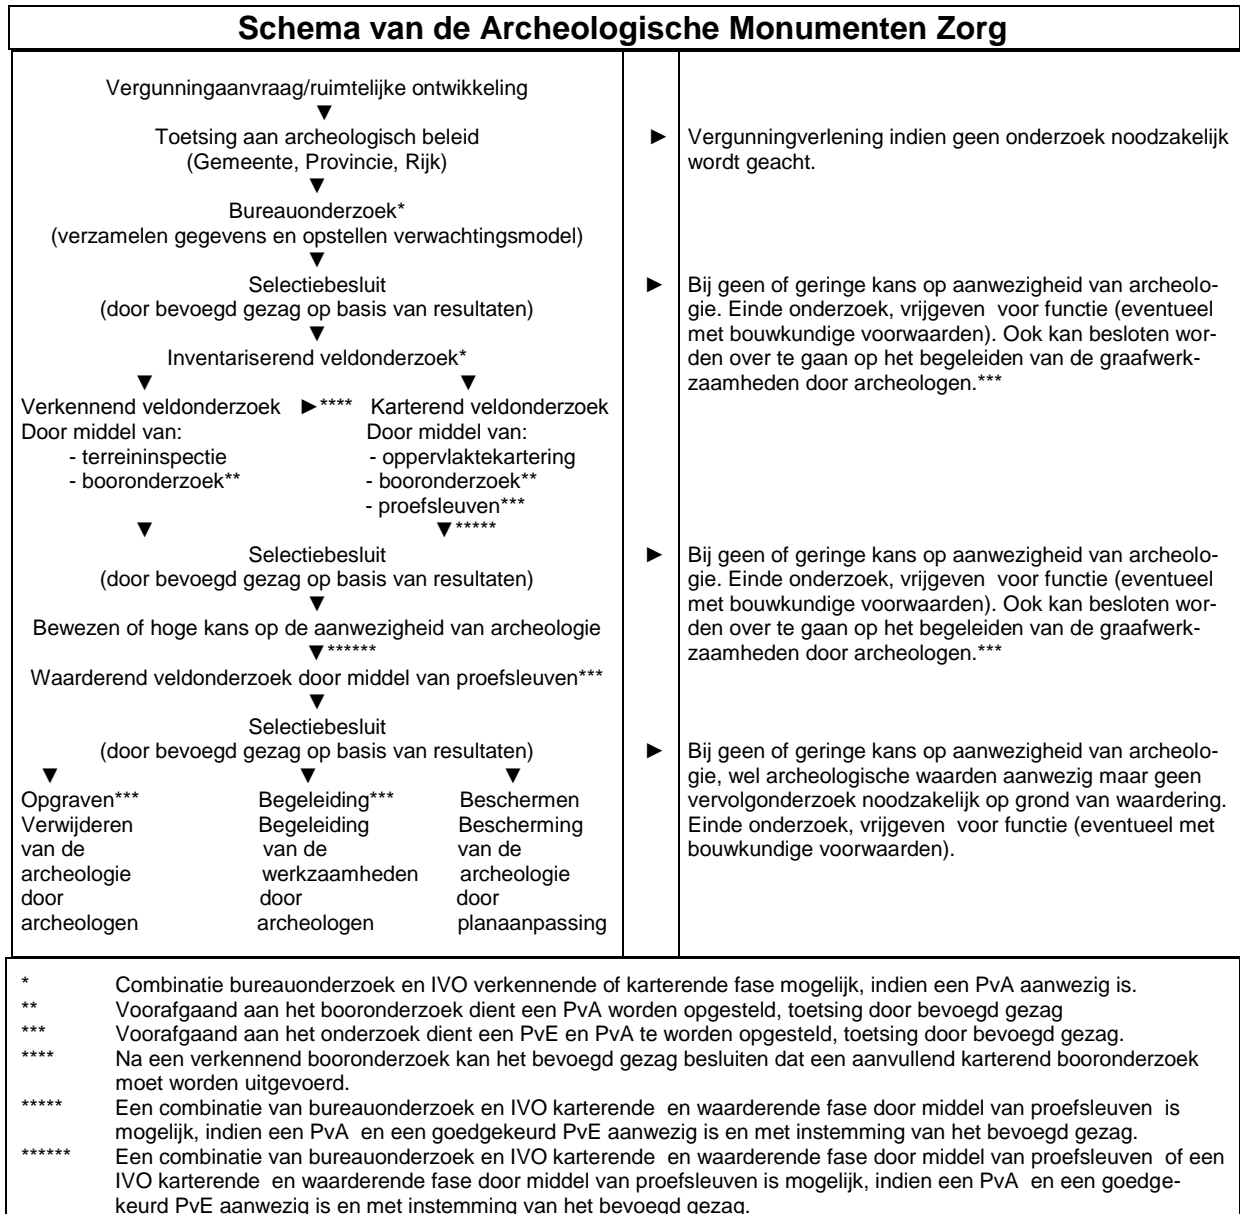 Schema van de Archeologische Monumenten Zorg
Vergunningaanvraag/ruimtelijke ontwikkeling
▼
Toetsing aan archeologisch beleid
(Gemeente, Provincie, Rijk)
► Vergunningverlening indien geen onderzoek noodzakelijk
wordt geacht.
▼
Bureauonderzoek*
(verzamelen gegevens en opstellen verwachtingsmodel)
▼
Selectiebesluit
(door bevoegd gezag op basis van resultaten)
► Bij geen of geringe kans op aanwezigheid van archeolo-
gie. Einde onderzoek, vrijgeven  voor functie (eventueel
met bouwkundige voorwaarden). Ook kan besloten wor-
den over te gaan op het begeleiden van de graafwerk-
zaamheden door archeologen.***
▼
Inventariserend veldonderzoek*
▼ ▼
Verkennend veldonderzoek ►**** Karterend veldonderzoek
Door middel van: Door middel van:
- terreininspectie - oppervlaktekartering
- booronderzoek** - booronderzoek**
- proefsleuven***
▼ ▼*****
Selectiebesluit
(door bevoegd gezag op basis van resultaten)
► Bij geen of geringe kans op aanwezigheid van archeolo-
gie. Einde onderzoek, vrijgeven  voor functie (eventueel
met bouwkundige voorwaarden). Ook kan besloten wor-
den over te gaan op het begeleiden van de graafwerk-
zaamheden door archeologen.***
▼
Bewezen of hoge kans op de aanwezigheid van archeologie
▼******
Waarderend veldonderzoek door middel van proefsleuven***
▼
Selectiebesluit
(door bevoegd gezag op basis van resultaten)
► Bij geen of geringe kans op aanwezigheid van archeolo-
gie, wel archeologische waarden aanwezig maar geen
vervolgonderzoek noodzakelijk op grond van waardering.
Einde onderzoek, vrijgeven  voor functie (eventueel met
bouwkundige voorwaarden).
▼ ▼ ▼
Opgraven*** Begeleiding*** Beschermen
Verwijderen Begeleiding Bescherming
van de van de van de
archeologie werkzaamheden archeologie
door door door
archeologen archeologen planaanpassing
* Combinatie bureauonderzoek en IVO verkennende of karterende fase mogelijk, indien een PvA aanwezig is.
** Voorafgaand aan het booronderzoek dient een PvA worden opgesteld, toetsing door bevoegd gezag
*** Voorafgaand aan het onderzoek dient een PvE en PvA te worden opgesteld, toetsing door bevoegd gezag.
**** Na een verkennend booronderzoek kan het bevoegd gezag besluiten dat een aanvullend karterend booronderzoek
moet worden uitgevoerd.
***** Een combinatie van bureauonderzoek en IVO karterende  en waarderende fase door middel van proefsleuven  is
mogelijk, indien een PvA  en een goedgekeurd PvE aanwezig is en met instemming van het bevoegd gezag.
****** Een combinatie van bureauonderzoek en IVO karterende  en waarderende fase door middel van proefsleuven  of een
IVO karterende  en waarderende fase door middel van proefsleuven is mogelijk, indien een PvA  en een goedge-
keurd PvE aanwezig is en met instemming van het bevoegd gezag.